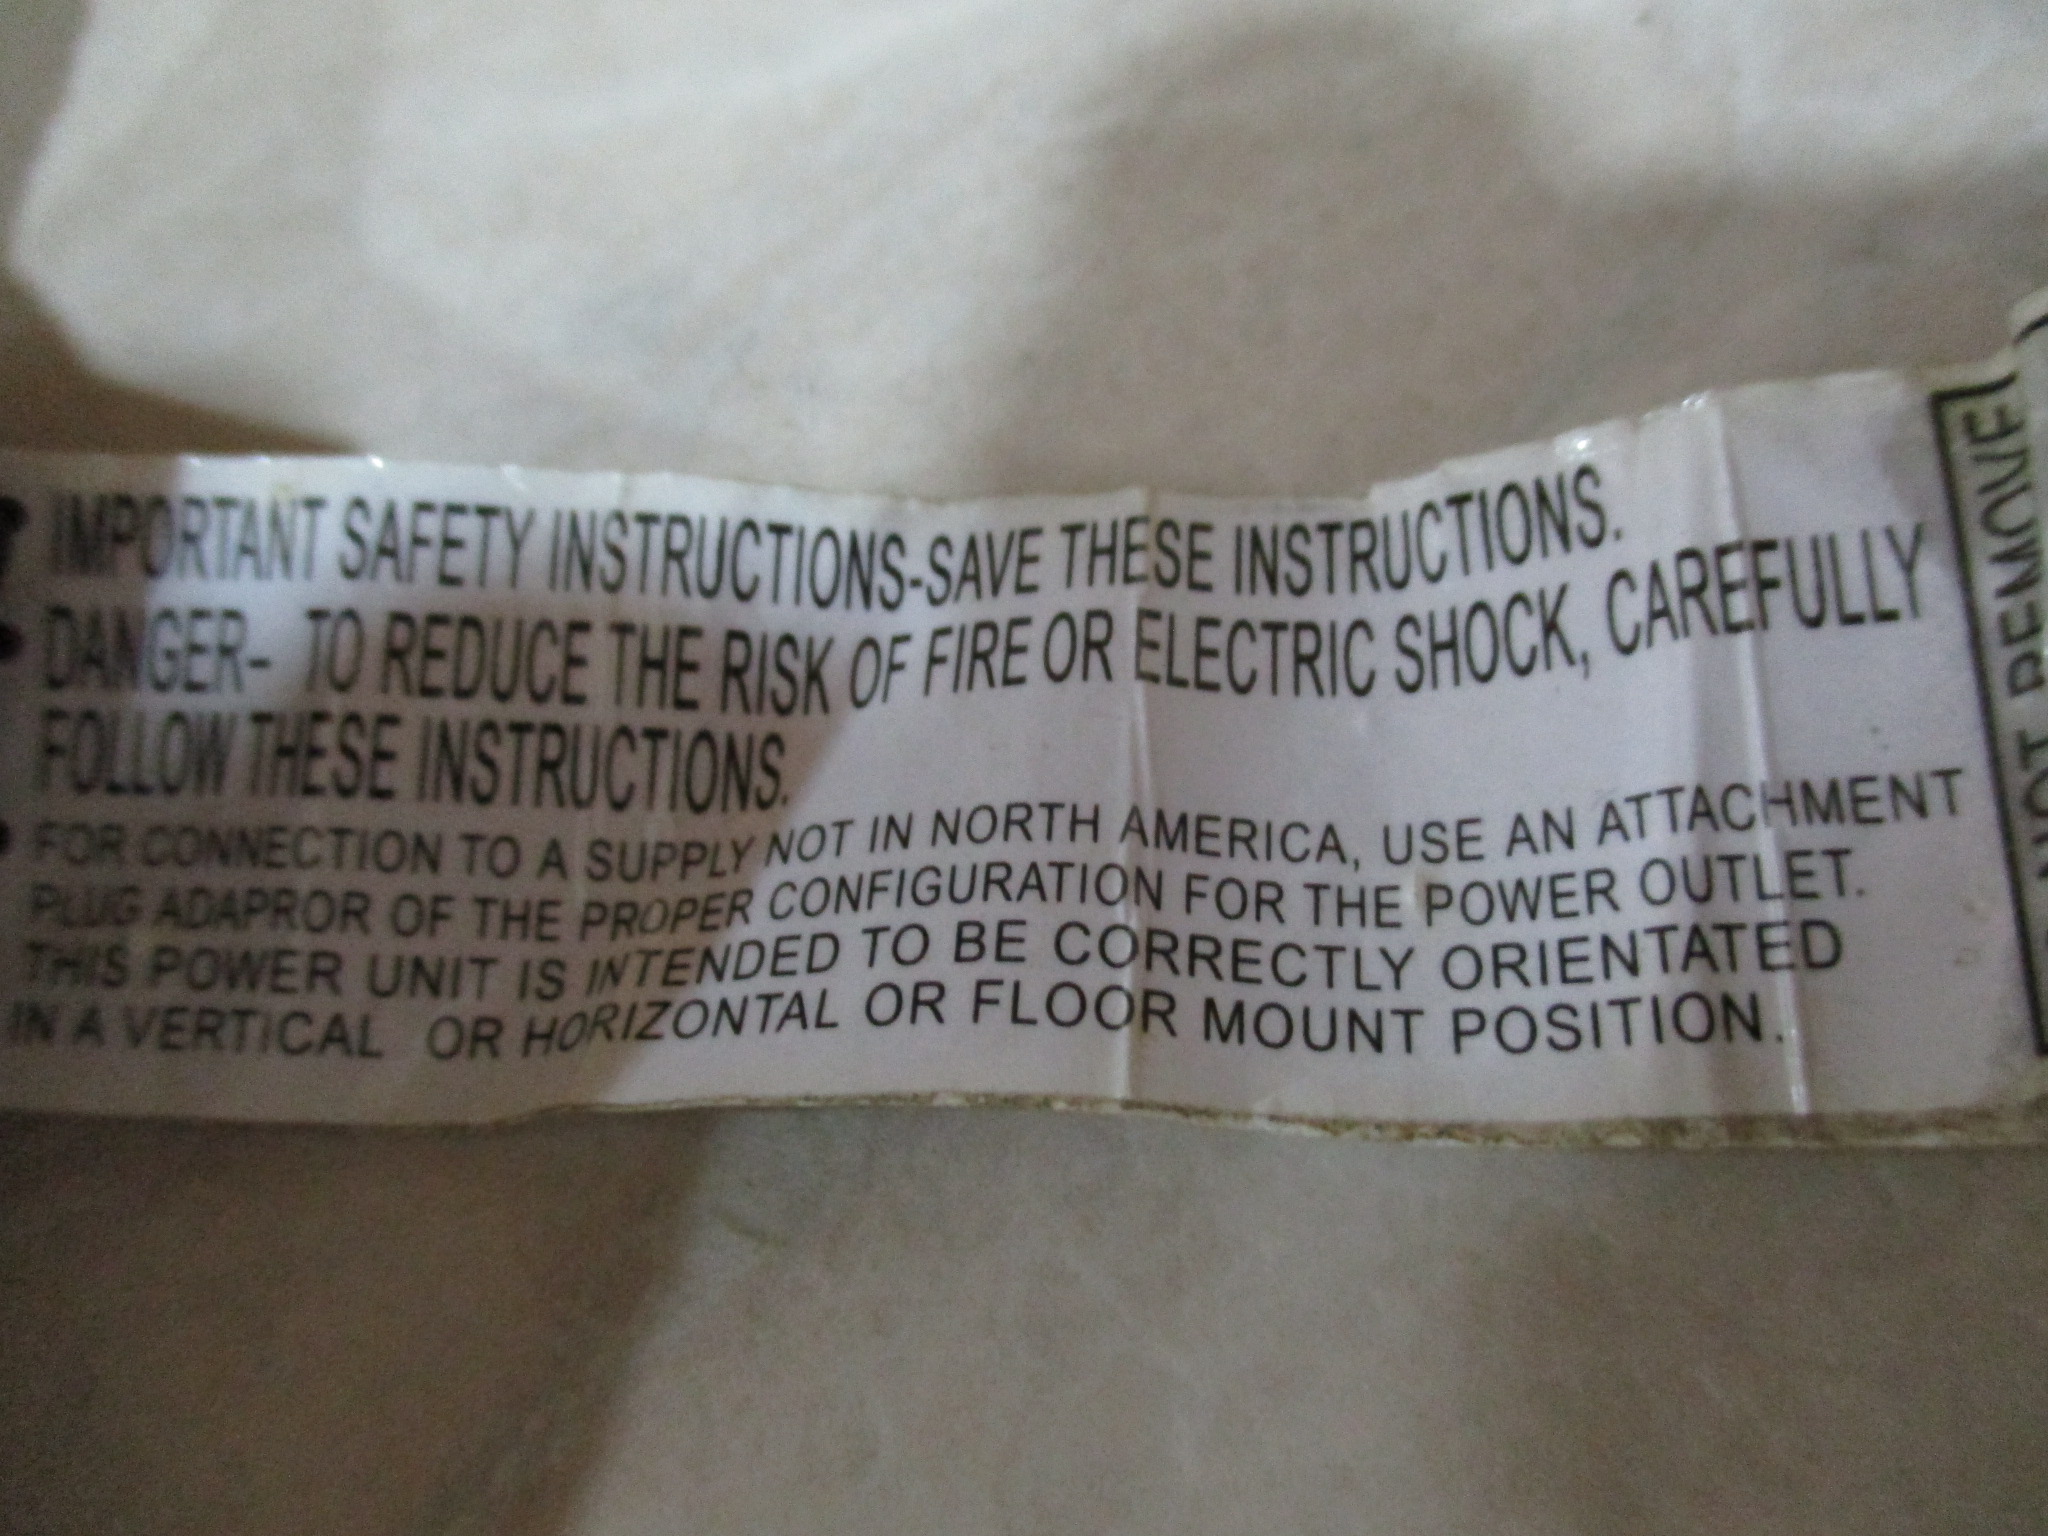 IMPORTANT SAFETY INSTRUCTIONS-SAVE THESE INSTRUCTIONS.
DANGER- TO REDUCE THE RISK OF FIRE OR ELECTRIC SHOCK, CAREFULLY
FOLLOW THESE INSTRUCTIONS.
FOR CONNECTION TO A SUPPLY NOT IN NORTH AMERICA, USE AN ATTACHMENT
PLUG ADAPROR OF THE PROPER CONFIGURATION FOR THE POWER OUTLET.
THIS POWER UNIT IS INTENDED TO BE CORRECTLY ORIENTATED
IN A VERTICAL OR HORIZONTAL OR FLOOR MOUNT POSITION.
NOT REMOVE